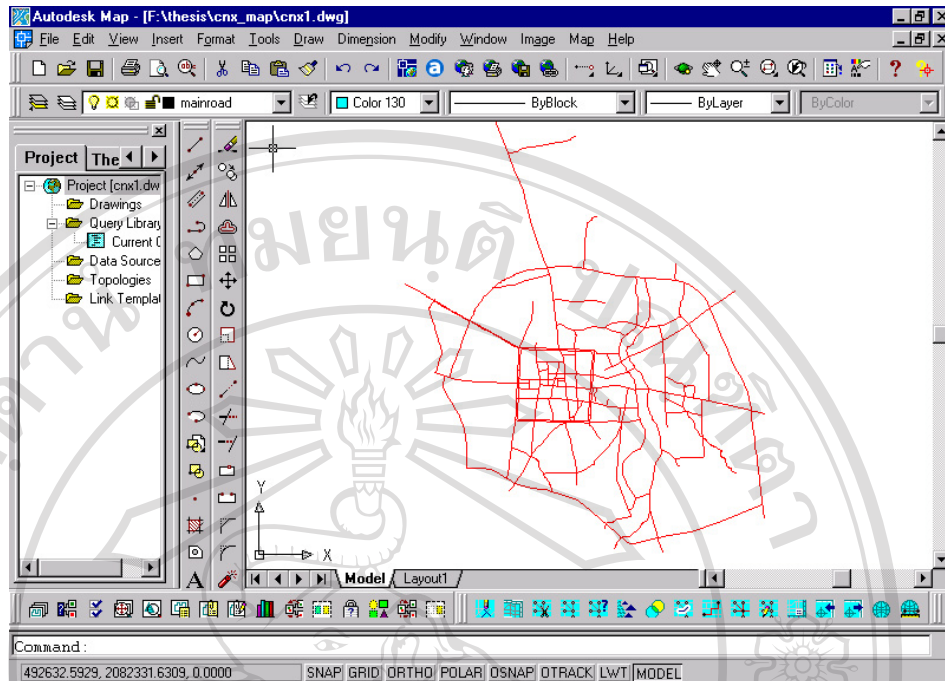 Autodesk Map - [F:\thesis\cnx_map\cnx1.dwg]
File Edit View Insert Format Tools Draw Dimension Modify Window Image Map Help
mainroad Color 130 ByBlock ByLayer ByColor
Project The
Project [cnx1.dw
Drawings
Query Library
Current
Data Source
Topologies
Link Templat
Y
X
Model Layout1
Command:
492632.5929, 2082331.6309, 0.0000 SNAP GRID ORTHO POLAR OSNAP OTRACK LWT MODEL